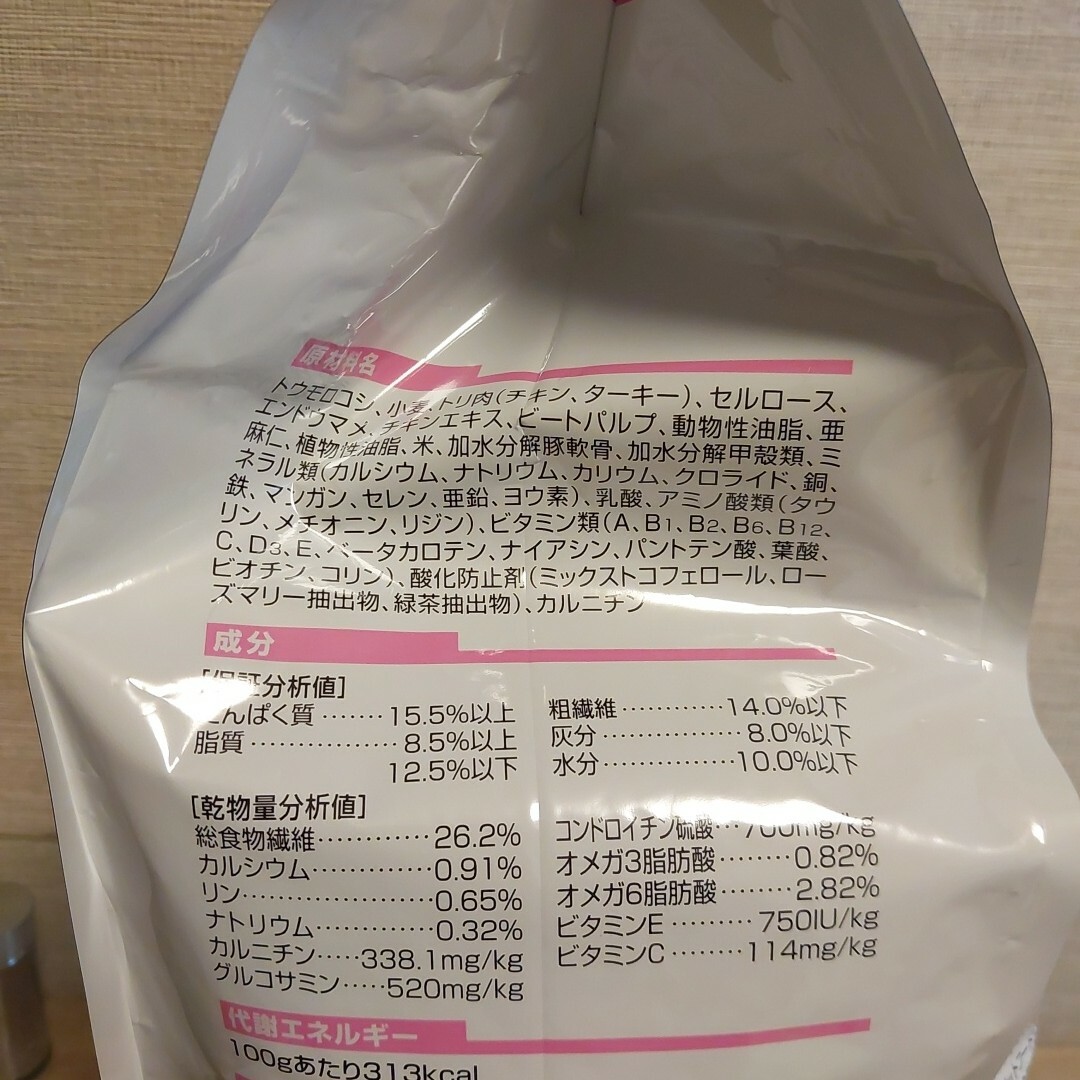 原材料名
トウモロコシ、小麦、トリ肉(チキン、ターキー)、セルロース、
エンドウマメ、チキンエキス、ビートパルプ、動物性油脂、亜
麻仁、植物性油脂、米、加水分解豚軟骨、加水分解甲殻類、ミ
ネラル類(カルシウム、ナトリウム、カリウム、クロライド、銅、
鉄、マンガン、セレン、亜鉛、ヨウ素)、乳酸、アミノ酸類(タウ
リン、メチオニン、リジン)、ビタミン類(A、B1、B2、B6、B12、
C、D3、E、ベータカロテン、ナイアシン、パントテン酸、葉酸、
ビオチン、コリン)、酸化防止剤(ミックストコフェロール、ロー
ズマリー抽出物、緑茶抽出物)、カルニチン
成分
[保証分析値]
たんぱく質……15.5%以上
脂質……………8.5%以上
12.5%以下
粗繊維…………14.0%以下
灰分……………8.0%以下
水分……………10.0%以下
[乾物量分析値]
総食物繊維…………26.2%
カルシウム…………0.91%
リン…………………0.65%
ナトリウム…………0.32%
カルニチン……338.1mg/kg
グルコサミン……520mg/kg
コンドロイチン硫酸…700mg/kg
オメガ3脂肪酸………0.82%
オメガ6脂肪酸………2.82%
ビタミンE………750IU/kg
ビタミンC………114mg/kg
代謝エネルギー
100gあたり313kcal